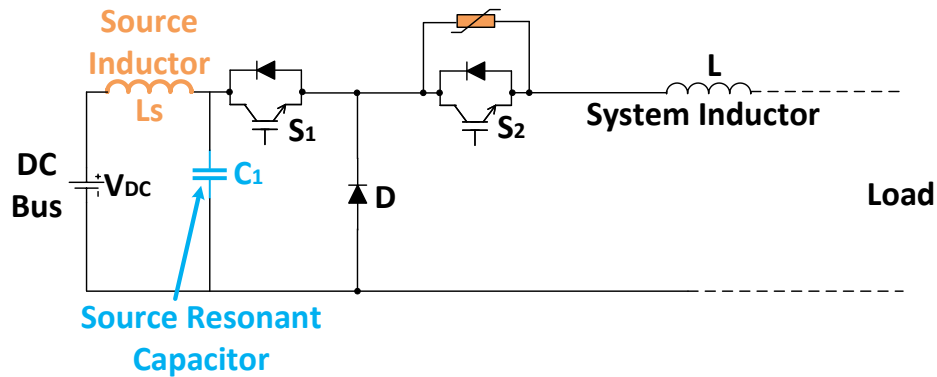 Source
Inductor
Ls
S1
S2
L
System Inductor
DC
Bus
+
VDC
C1
D
Load
Source Resonant
Capacitor